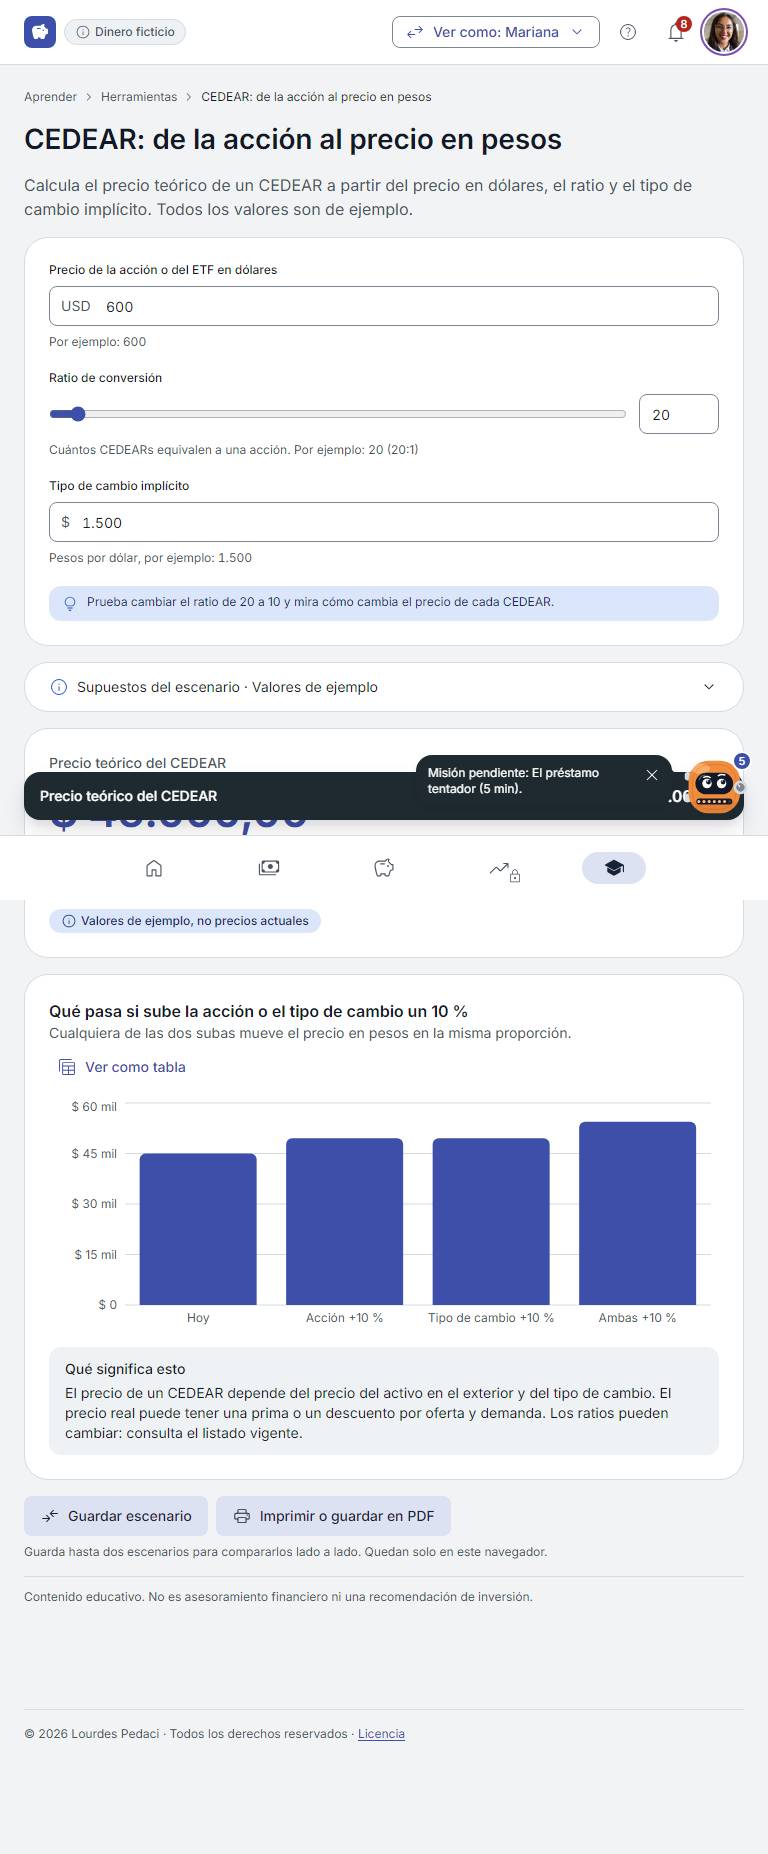 Dinero ficticio
Ver como: Mariana
8
Aprender
Herramientas
CEDEAR: de la acción al precio en pesos
CEDEAR: de la acción al precio en pesos
Calcula el precio teórico de un CEDEAR a partir del precio en dólares, el ratio y el tipo de
cambio implícito. Todos los valores son de ejemplo.
Precio de la acción o del ETF en dólares
USD 600
Por ejemplo: 600
Ratio de conversión
20
Cuántos CEDEARs equivalen a una acción. Por ejemplo: 20 (20:1)
Tipo de cambio implícito
$ 1.500
Pesos por dólar, por ejemplo: 1.500
Prueba cambiar el ratio de 20 a 10 y mira cómo cambia el precio de cada CEDEAR.
Supuestos del escenario · Valores de ejemplo
Precio teórico del CEDEAR
Precio teórico del CEDEAR
Misión pendiente: El préstamo
tentador (5 min).
5
Valores de ejemplo, no precios actuales
Qué pasa si sube la acción o el tipo de cambio un 10 %
Cualquiera de las dos subas mueve el precio en pesos en la misma proporción.
Ver como tabla
$ 60 mil
$ 45 mil
$ 30 mil
$ 15 mil
$ 0
Hoy
Acción +10 %
Tipo de cambio +10 %
Ambas +10 %
Qué significa esto
El precio de un CEDEAR depende del precio del activo en el exterior y del tipo de cambio. El
precio real puede tener una prima o un descuento por oferta y demanda. Los ratios pueden
cambiar: consulta el listado vigente.
Guardar escenario
Imprimir o guardar en PDF
Guarda hasta dos escenarios para compararlos lado a lado. Quedan solo en este navegador.
Contenido educativo. No es asesoramiento financiero ni una recomendación de inversión.
© 2026 Lourdes Pedaci · Todos los derechos reservados · Licencia